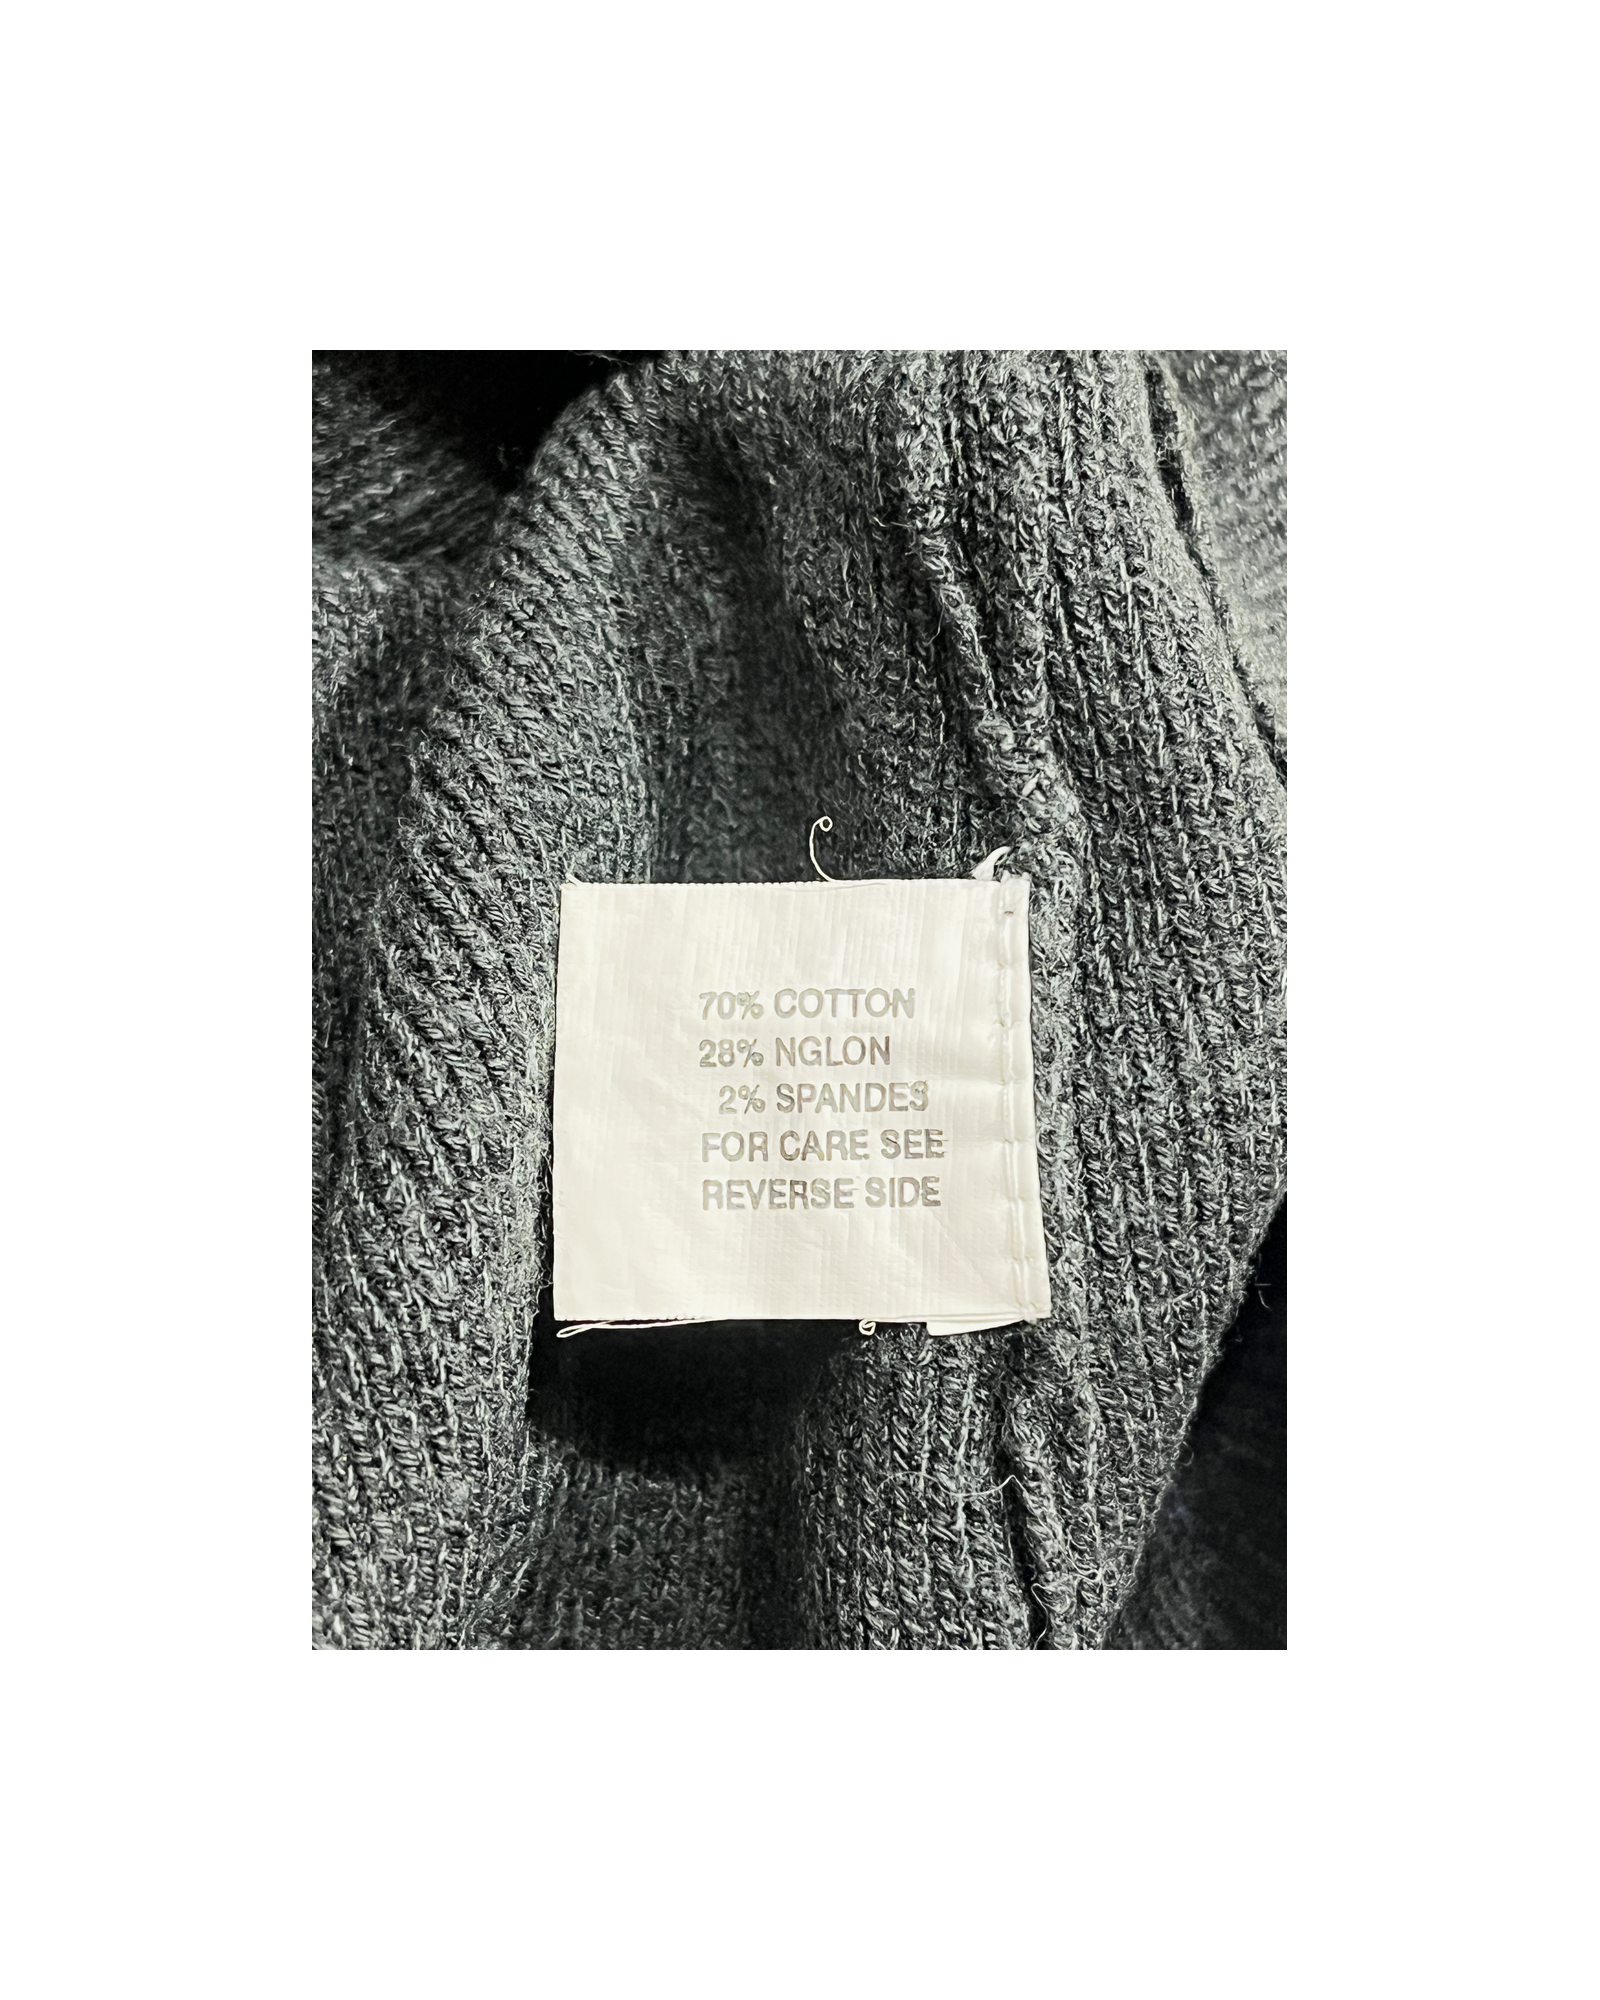 70% COTTON
28% NGLON
2% SPANDES
FOR CARE SEE
REVERSE SIDE